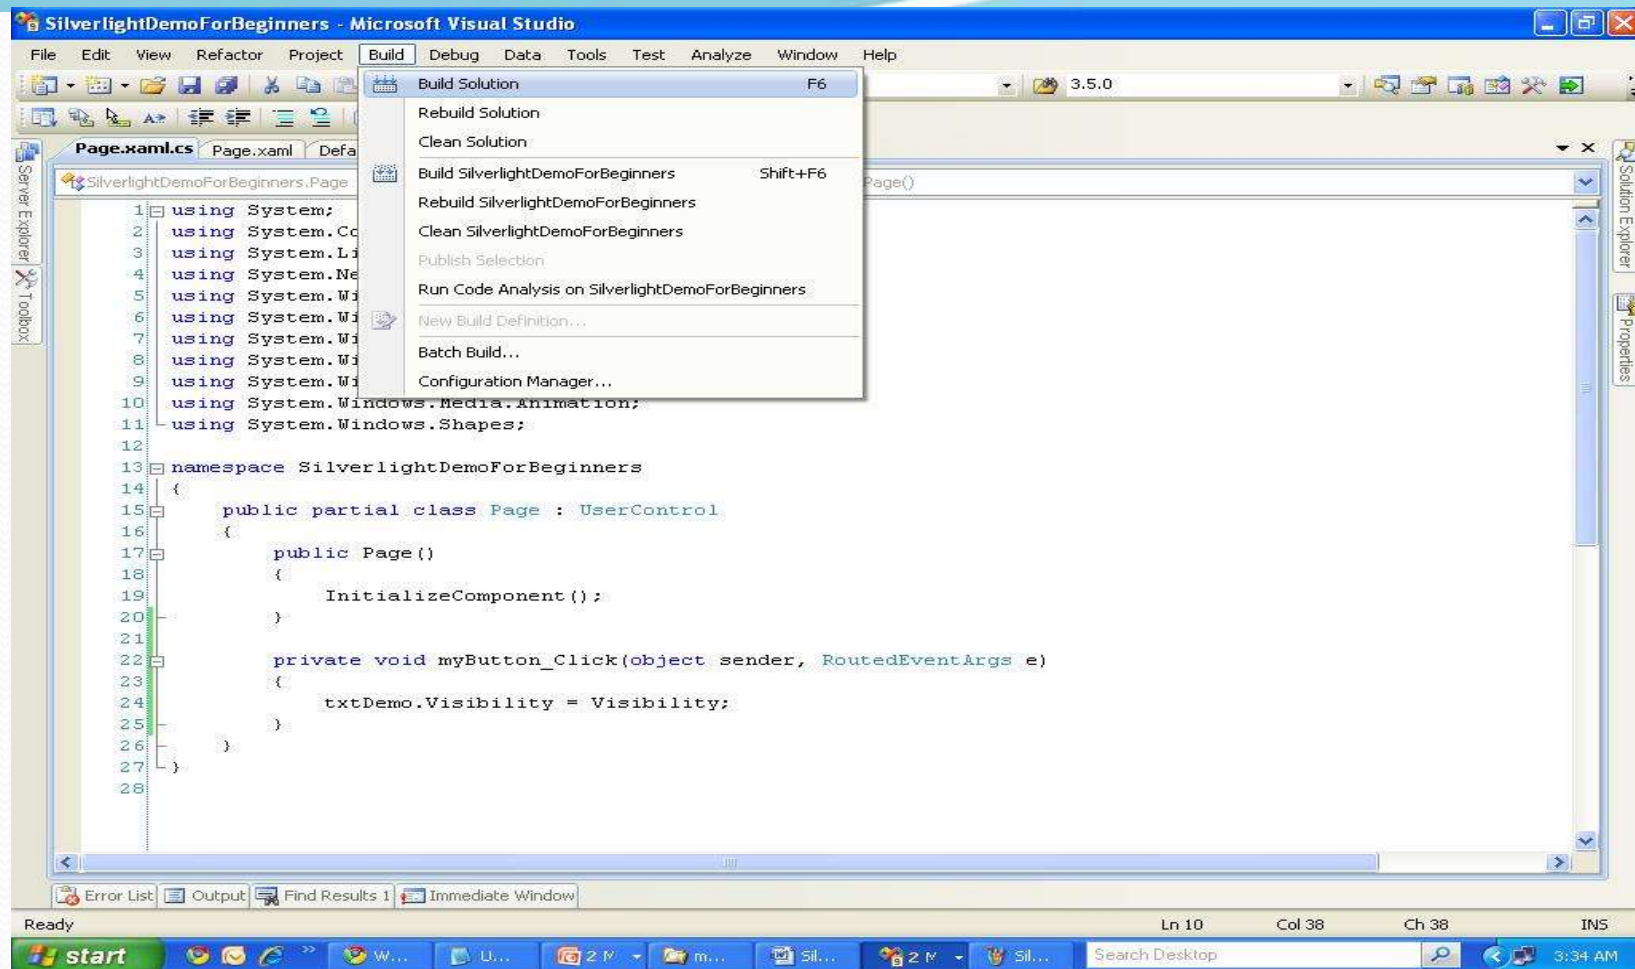 SilverlightDemoForBeginners - Microsoft Visual Studio
File Edit View Refactor Project Build Debug Data Tools Test Analyze Window Help
3.5.0
Build Solution F6
Rebuild Solution
Clean Solution
Build SilverlightDemoForBeginners Shift+F6
Rebuild SilverlightDemoForBeginners
Clean SilverlightDemoForBeginners
Publish Selection
Run Code Analysis on SilverlightDemoForBeginners
New Build Definition...
Batch Build...
Configuration Manager...
Server Explorer
Toolbox
Solution Explorer
Properties
Page.xaml.cs Page.xaml Defa
SilverlightDemoForBeginners.Page Page()
1 using System;
2 using System.Co
3 using System.Li
4 using System.Ne
5 using System.Wi
6 using System.Wi
7 using System.Wi
8 using System.Wi
9 using System.Wi
10 using System.Windows.Media.Animation;
11 using System.Windows.Shapes;
12
13 namespace SilverlightDemoForBeginners
14 {
15 public partial class Page : UserControl
16 {
17 public Page()
18 {
19 InitializeComponent();
20 }
21
22 private void myButton_Click(object sender, RoutedEventArgs e)
23 {
24 txtDemo.Visibility = Visibility;
25 }
26 }
27 }
28
Error List Output Find Results 1 Immediate Window
Ready Ln 10 Col 38 Ch 38 INS
start W... U... 2 M m... Sil... 2 M Sil... Search Desktop 3:34 AM